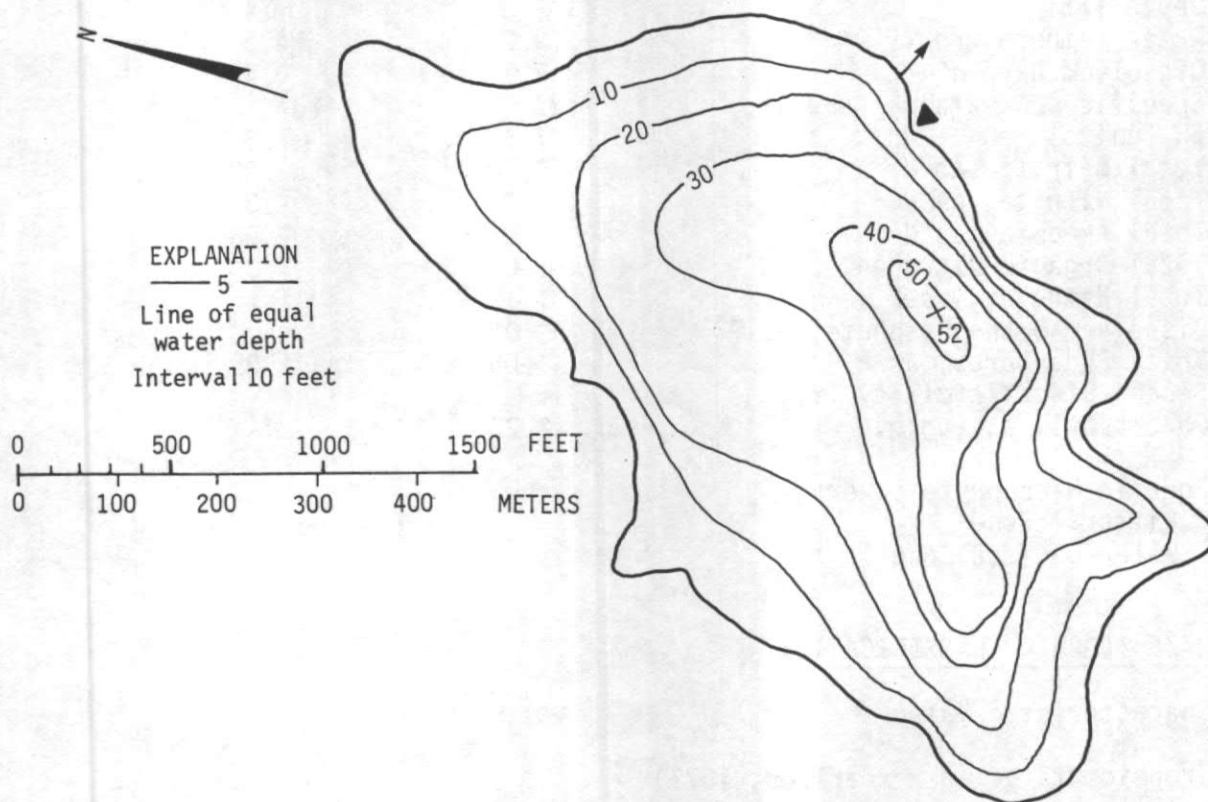 N
10
20
30
40
50
52
EXPLANATION
5
Line of equal
water depth
Interval 10 feet
0 500 1000 1500 FEET
0 100 200 300 400 METERS